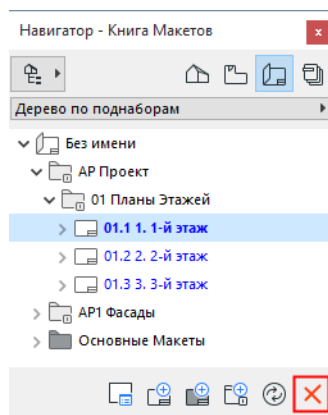 Навигатор - Книга Макетов
Дерево по поднаборам
Без имени
АР Проект
01 Планы Этажей
01.1 1. 1-й этаж
01.2 2. 2-й этаж
01.3 3. 3-й этаж
АР1 Фасады
Основные Макеты